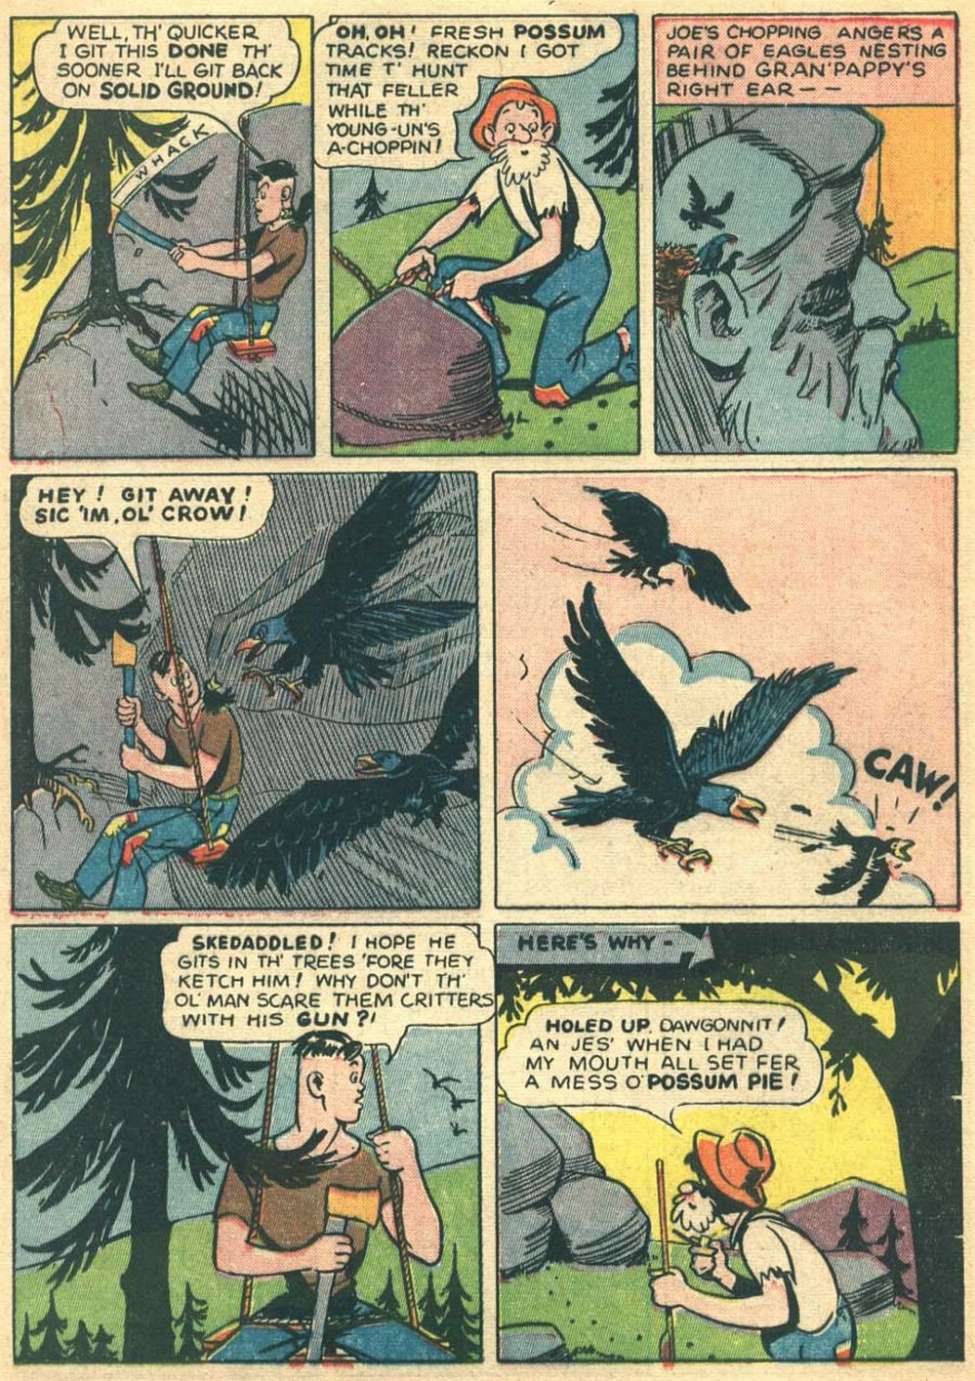 WELL, TH' QUICKER
I GIT THIS DONE TH'
SOONER I'LL GIT BACK
ON SOLID GROUND!
WHACK
OH, OH! FRESH POSSUM
TRACKS! RECKON I GOT
TIME T' HUNT
THAT FELLER
WHILE TH'
YOUNG-UN'S
A-CHOPPIN!
JOE'S CHOPPING ANGERS A
PAIR OF EAGLES NESTING
BEHIND GRAN'PAPPY'S
RIGHT EAR--
HEY! GIT AWAY!
SIC 'IM, OL' CROW!
CAW!
SKEDADDLED! I HOPE HE
GITS IN TH' TREES 'FORE THEY
KETCH HIM! WHY DON'T TH'
OL' MAN SCARE THEM CRITTERS
WITH HIS GUN?!
HERE'S WHY-
HOLED UP, DAWGONNIT!
AN JES' WHEN I HAD
MY MOUTH ALL SET FER
A MESS O' POSSUM PIE!